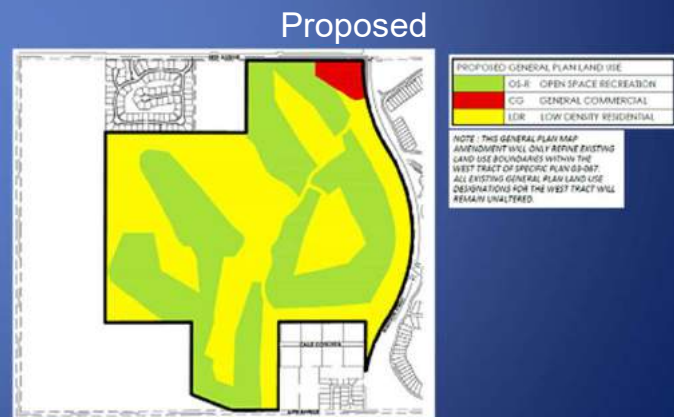 Proposed
PROPOSED GENERAL PLAN LAND USE
OS-R OPEN SPACE RECREATION
CG GENERAL COMMERCIAL
LDR LOW DENSITY RESIDENTIAL
NOTE : THIS GENERAL PLAN MAP
AMENDMENT WILL ONLY REFINE EXISTING
LAND USE BOUNDARIES WITHIN THE
WEST TRACT OF SPECIFIC PLAN 03-067.
ALL EXISTING GENERAL PLAN LAND USE
DESIGNATIONS FOR THE WEST TRACT WILL
REMAIN UNALTERED.